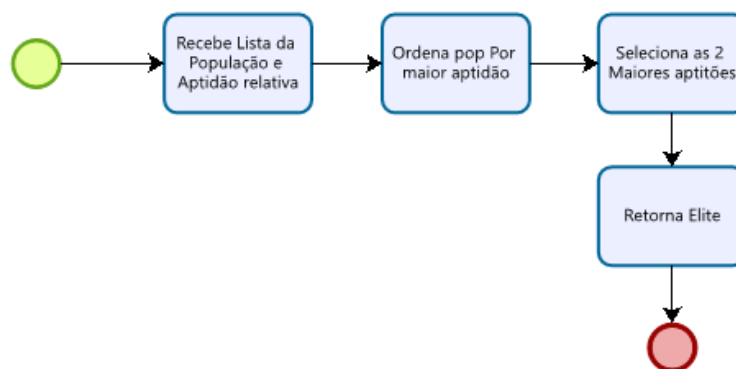 Recebe Lista da
População e
Aptidão relativa
Ordena pop Por
maior aptidão
Seleciona as 2
Maiores aptitões
Retorna Elite